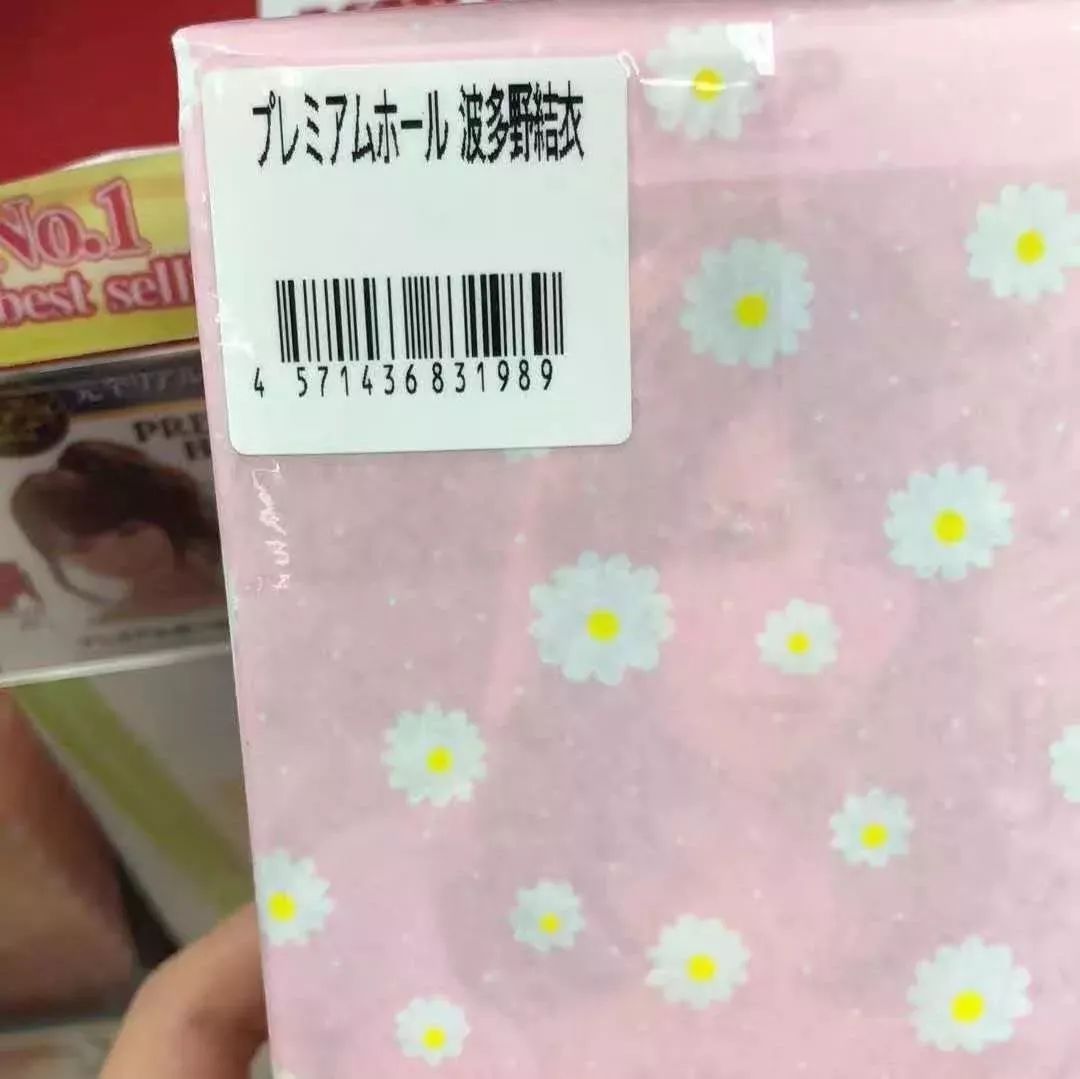 プレミアムホール 波多野結衣
4 571436 831989
No.1
best sell